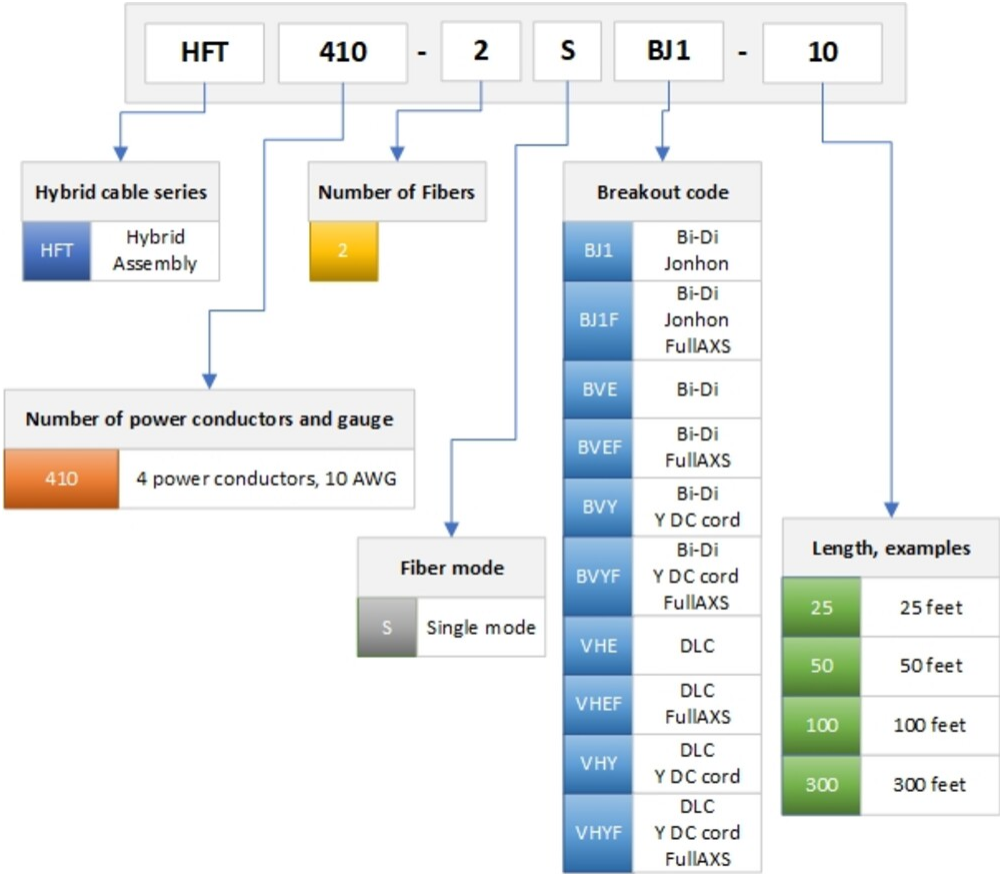 HFT 410 - 2 S BJ1 - 10
Hybrid cable series
HFT Hybrid
Assembly
Number of Fibers
2
Number of power conductors and gauge
410 4 power conductors, 10 AWG
Fiber mode
S Single mode
Breakout code
BJ1 Bi-Di
Jonhon
BJ1F Bi-Di
Jonhon
FullAXS
BVE Bi-Di
BVEF Bi-Di
FullAXS
BVY Bi-Di
Y DC cord
BVYF Bi-Di
Y DC cord
FullAXS
VHE DLC
VHEF DLC
FullAXS
VHY DLC
Y DC cord
VHYF DLC
Y DC cord
FullAXS
Length, examples
25 25 feet
50 50 feet
100 100 feet
300 300 feet